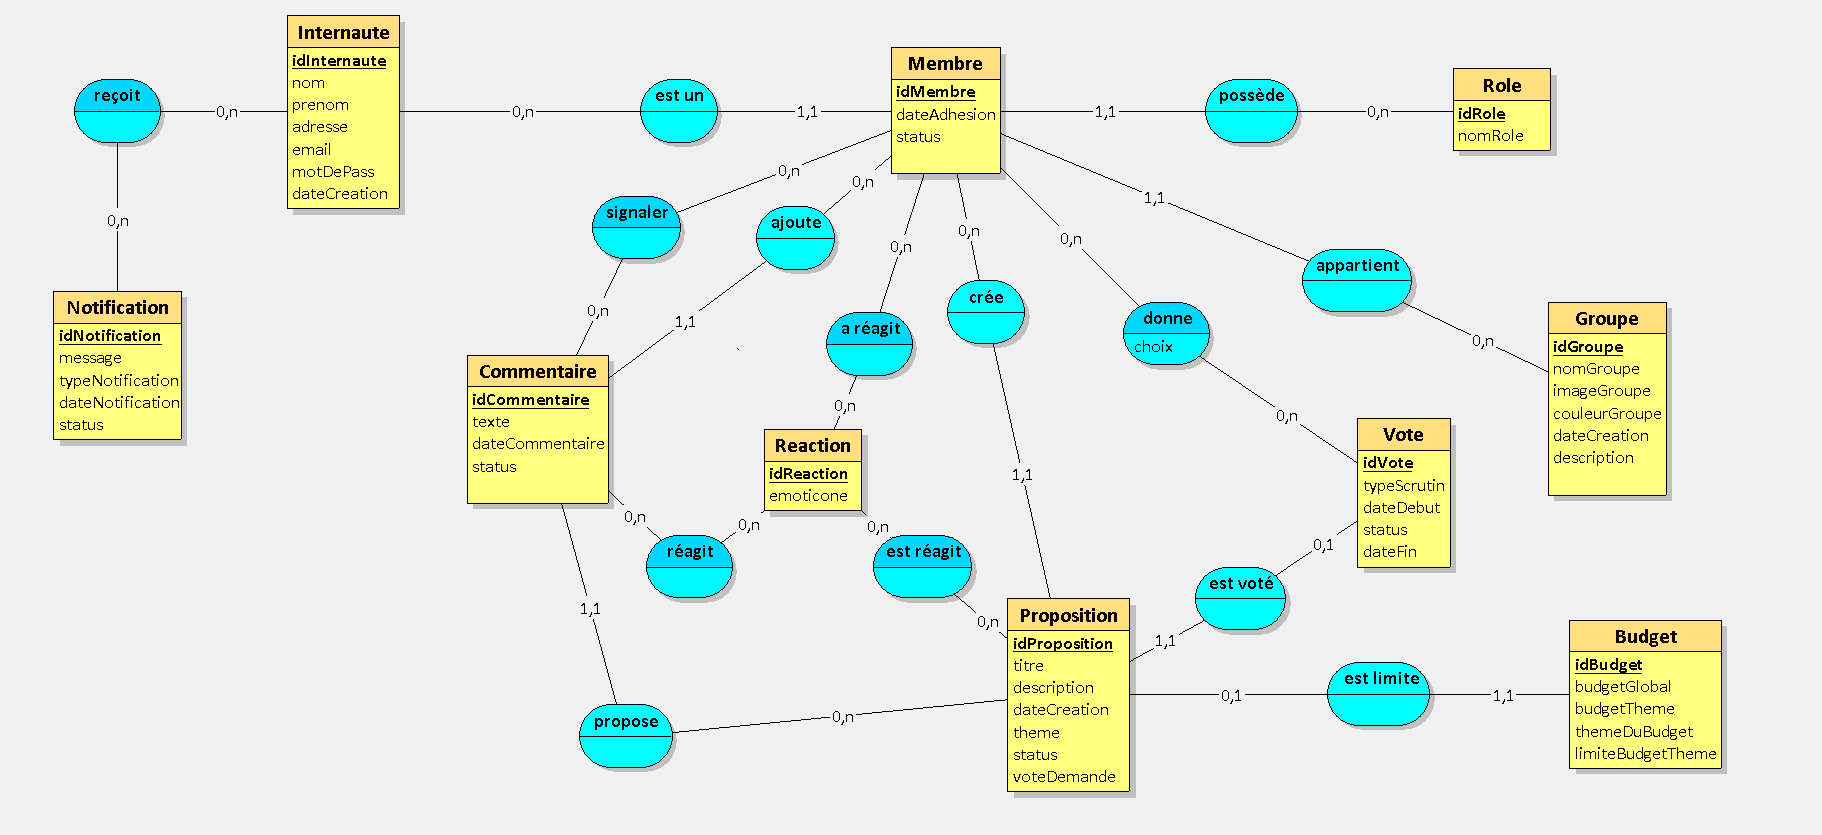 Internaute
idInternaute
nom
prenom
adresse
email
motDePass
dateCreation
reçoit
0,n
0,n
Notification
idNotification
message
typeNotification
dateNotification
status
0,n
est un
1,1
Membre
idMembre
dateAdhesion
status
1,1
possède
0,n
Role
idRole
nomRole
0,n
signaler
0,n
0,n
ajoute
1,1
0,n
a réagit
0,n
0,n
crée
1,1
0,n
donne
choix
0,n
1,1
appartient
0,n
Groupe
idGroupe
nomGroupe
imageGroupe
couleurGroupe
dateCreation
description
Commentaire
idCommentaire
texte
dateCommentaire
status
Reaction
idReaction
emoticone
Vote
idVote
typeScrutin
dateDebut
status
dateFin
0,n
réagit
0,n
0,n
est réagit
0,n
0,1
est voté
1,1
1,1
propose
0,n
Proposition
idProposition
titre
description
dateCreation
theme
status
voteDemande
0,1
est limite
1,1
Budget
idBudget
budgetGlobal
budgetTheme
themeDuBudget
limiteBudgetTheme